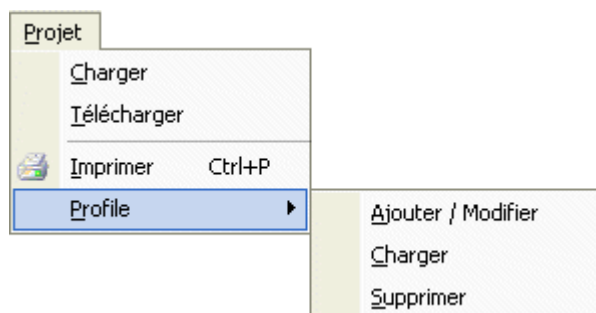 Projet
Charger
Télécharger
Imprimer Ctrl+P
Profile
Ajouter / Modifier
Charger
Supprimer